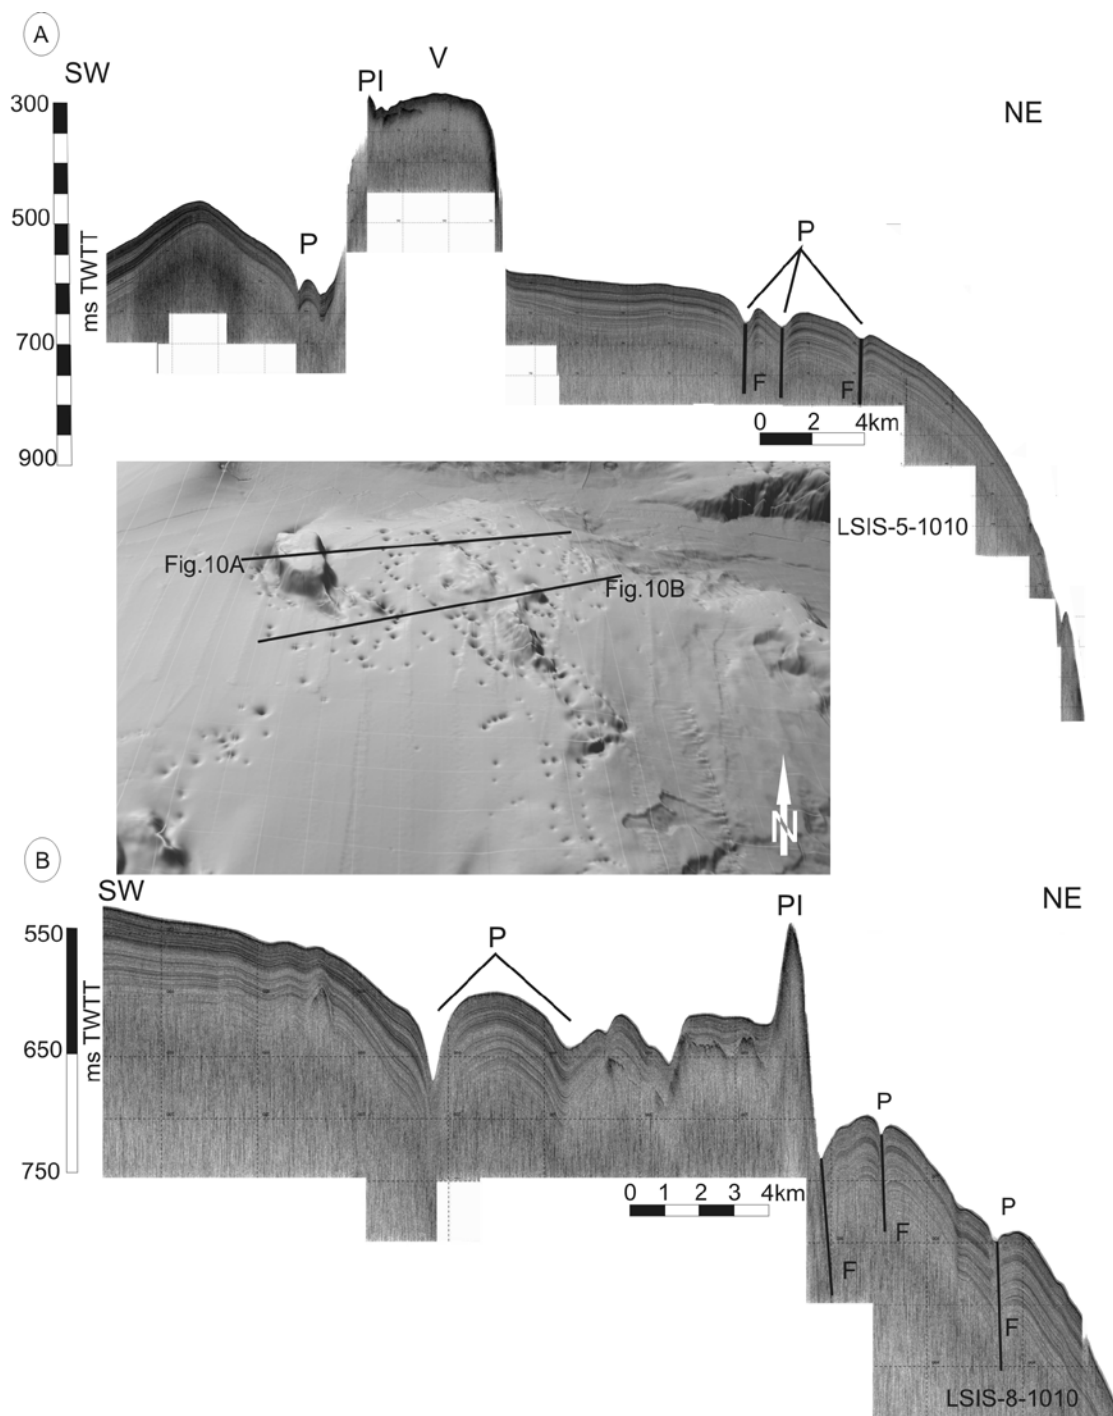 A
SW
PI
V
NE
300
500
700
900
ms TWTT
P
P
F
F
0 2 4km
LSIS-5-1010
Fig.10A
Fig.10B
N
B
SW
PI
NE
550
650
750
ms TWTT
P
P
P
0 1 2 3 4km
F
F
F
LSIS-8-1010